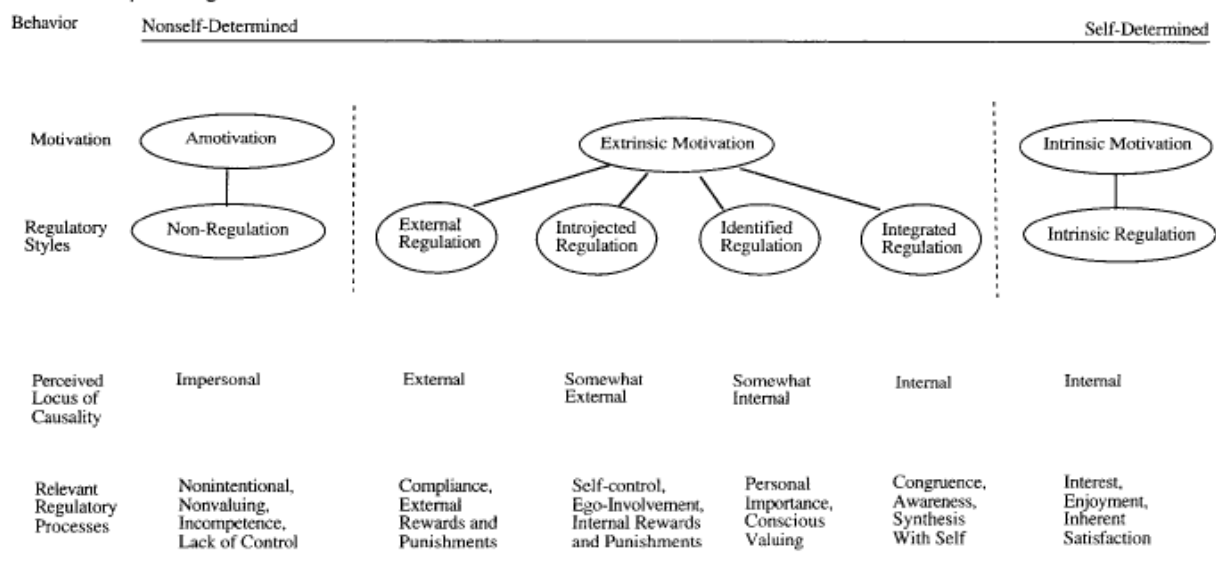 Behavior
Nonself-Determined
Self-Determined
Motivation
Amotivation
Extrinsic Motivation
Intrinsic Motivation
Regulatory
Styles
Non-Regulation
External
Regulation
Introjected
Regulation
Identified
Regulation
Integrated
Regulation
Intrinsic Regulation
Perceived
Locus of
Causality
Impersonal
External
Somewhat
External
Somewhat
Internal
Internal
Internal
Relevant
Regulatory
Processes
Nonintentional,
Nonvaluing,
Incompetence,
Lack of Control
Compliance,
External
Rewards and
Punishments
Self-control,
Ego-Involvement,
Internal Rewards
and Punishments
Personal
Importance,
Conscious
Valuing
Congruence,
Awareness,
Synthesis
With Self
Interest,
Enjoyment,
Inherent
Satisfaction